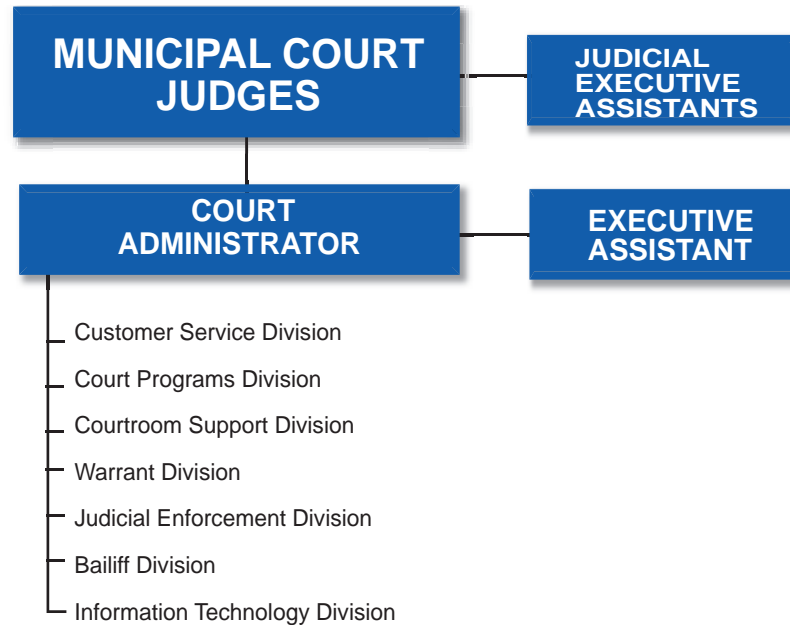 MUNICIPAL COURT
JUDGES
JUDICIAL
EXECUTIVE
ASSISTANTS
COURT
ADMINISTRATOR
EXECUTIVE
ASSISTANT
Customer Service Division
Court Programs Division
Courtroom Support Division
Warrant Division
Judicial Enforcement Division
Bailiff Division
Information Technology Division